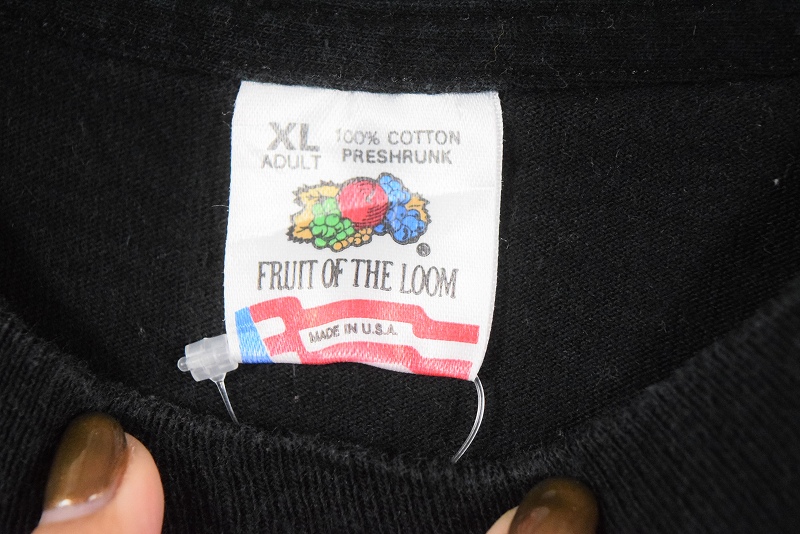 XL 100% COTTON
ADULT PRESHRUNK
®
FRUIT OF THE LOOM
MADE IN U.S.A.